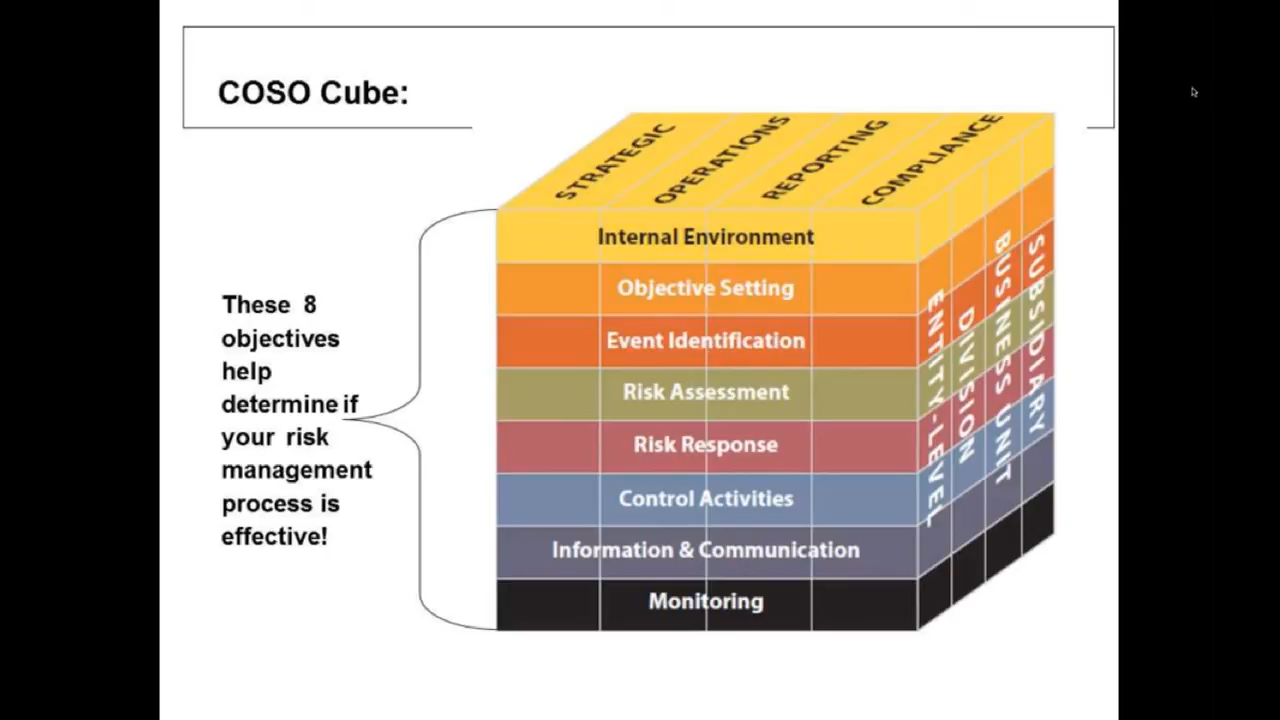 COSO Cube:
STRATEGIC
OPERATIONS
REPORTING
COMPLIANCE
Internal Environment
Objective Setting
Event Identification
Risk Assessment
Risk Response
Control Activities
Information & Communication
Monitoring
ENTITY-LEVEL
DIVISION
BUSINESS UNIT
SUBSIDIARY
These 8
objectives
help
determine if
your risk
management
process is
effective!